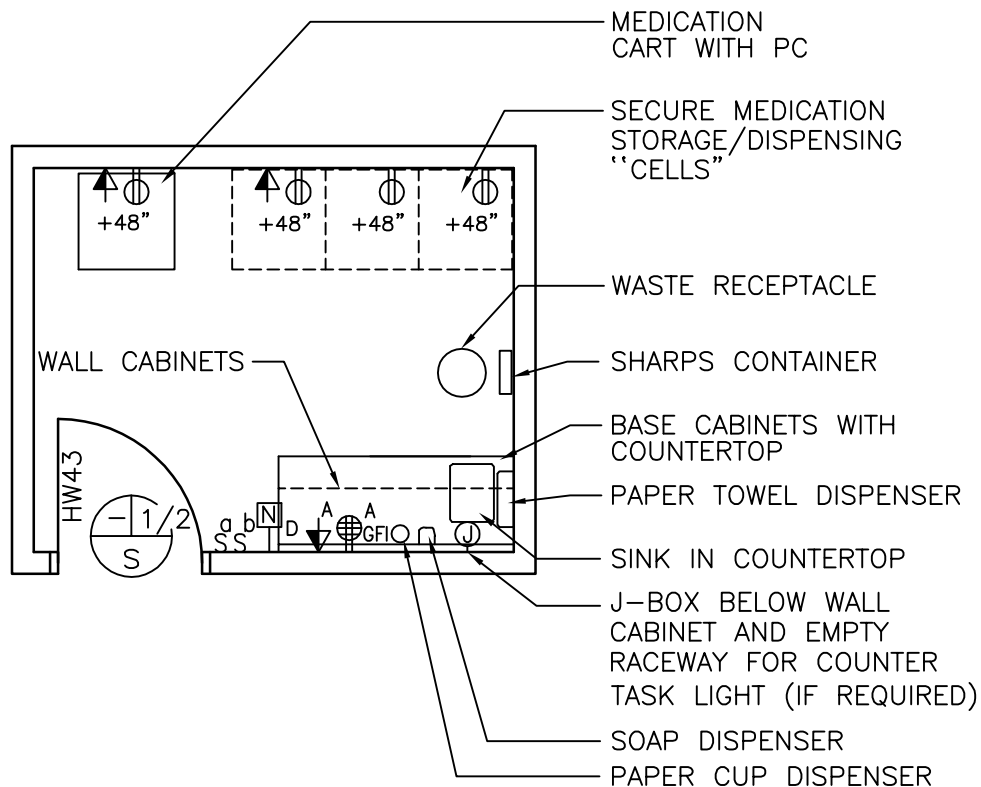 MEDICATION
CART WITH PC
SECURE MEDICATION
STORAGE/DISPENSING
‘‘CELLS”
+48” +48” +48” +48”
WASTE RECEPTACLE
WALL CABINETS
SHARPS CONTAINER
BASE CABINETS WITH
COUNTERTOP
PAPER TOWEL DISPENSER
HW43
- 1/2
S
a b
S S
N
D
A
A
GFI
J
SINK IN COUNTERTOP
J-BOX BELOW WALL
CABINET AND EMPTY
RACEWAY FOR COUNTER
TASK LIGHT (IF REQUIRED)
SOAP DISPENSER
PAPER CUP DISPENSER